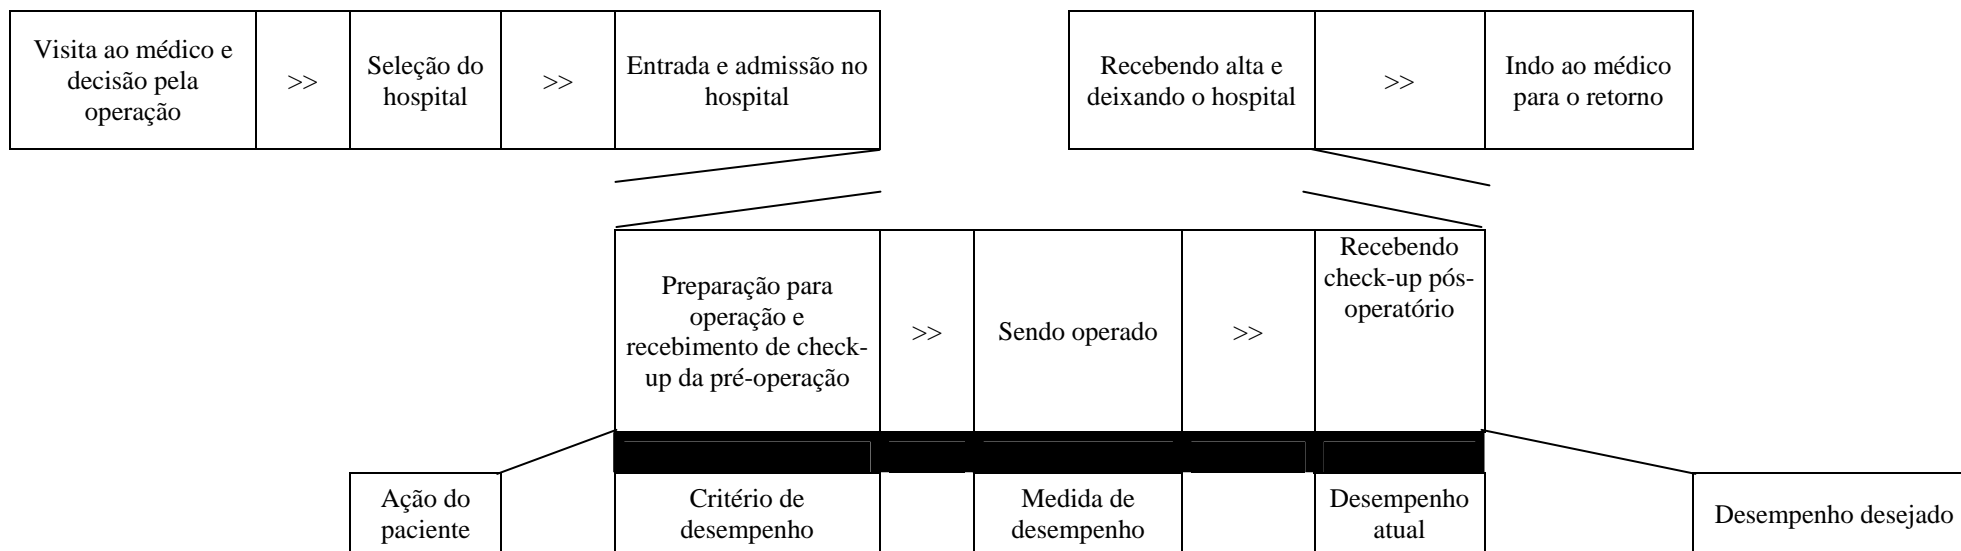 Visita ao médico e
decisão pela
operação
>>
Seleção do
hospital
>>
Entrada e admissão no
hospital
Recebendo alta e
deixando o hospital
>>
Indo ao médico
para o retorno
Preparação para
operação e
recebimento de check-
up da pré-operação
>>
Sendo operado
>>
Recebendo
check-up pós-
operatório
Ação do
paciente
Critério de
desempenho
Medida de
desempenho
Desempenho
atual
Desempenho desejado